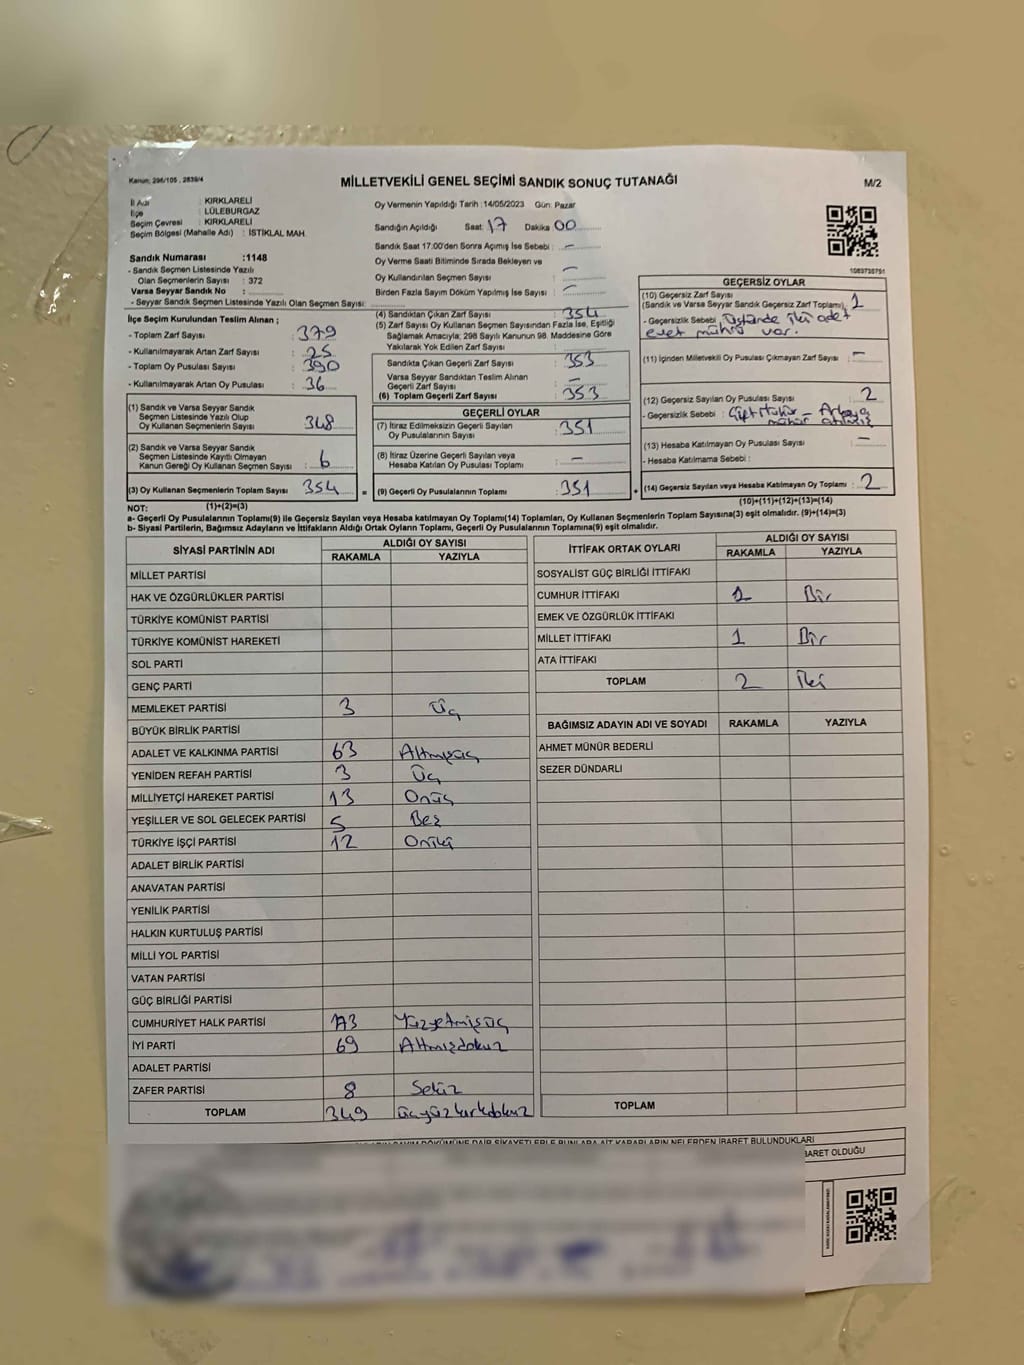 Kanun: 298/105 , 2839/4
MİLLETVEKİLİ GENEL SEÇİMİ SANDIK SONUÇ TUTANAĞI
M/2
İl Adı : KIRKLARELİ
İlçe : LÜLEBURGAZ
Seçim Çevresi : KIRKLARELİ
Seçim Bölgesi (Mahalle Adı) : İSTİKLAL MAH.
Oy Vermenin Yapıldığı Tarih :14/05/2023 Gün: Pazar
Sandığın Açıldığı Saat: 17 Dakika 00
Sandık Saat 17:00'den Sonra Açılmış İse Sebebi : –
Oy Verme Saati Bitiminde Sırada Bekleyen ve
Oy Kullandırılan Seçmen Sayısı : –
Birden Fazla Sayım Döküm Yapılmış İse Sayısı : –
Sandık Numarası :1148
- Sandık Seçmen Listesinde Yazılı
Olan Seçmenlerin Sayısı : 372
Varsa Seyyar Sandık No :
- Seyyar Sandık Seçmen Listesinde Yazılı Olan Seçmen Sayısı:
1083735751
İlçe Seçim Kurulundan Teslim Alınan ;
- Toplam Zarf Sayısı : 379
- Kullanılmayarak Artan Zarf Sayısı : 25
- Toplam Oy Pusulası Sayısı : 390
- Kullanılmayarak Artan Oy Pusulası : 36
(1) Sandık ve Varsa Seyyar Sandık
Seçmen Listesinde Yazılı Olup
Oy Kullanan Seçmenlerin Sayısı : 348
(2) Sandık ve Varsa Seyyar Sandık
Seçmen Listesinde Kayıtlı Olmayan
Kanun Gereği Oy Kullanan Seçmen Sayısı : 6
(3) Oy Kullanan Seçmenlerin Toplam Sayısı : 354
(1)+(2)=(3)
(4) Sandıktan Çıkan Zarf Sayısı : 354
(5) Zarf Sayısı Oy Kullanan Seçmen Sayısından Fazla İse, Eşitliği
Sağlamak Amacıyla; 298 Sayılı Kanunun 98. Maddesine Göre
Yakılarak Yok Edilen Zarf Sayısı :
Sandıkta Çıkan Geçerli Zarf Sayısı : 353
Varsa Seyyar Sandıktan Teslim Alınan
Geçerli Zarf Sayısı : –
(6) Toplam Geçerli Zarf Sayısı : 353
GEÇERLİ OYLAR
(7) İtiraz Edilmeksizin Geçerli Sayılan
Oy Pusulalarının Sayısı : 351
(8) İtiraz Üzerine Geçerli Sayılan veya
Hesaba Katılan Oy Pusulası Toplamı : –
= (9) Geçerli Oy Pusulalarının Toplamı : 351
GEÇERSİZ OYLAR
(10) Geçersiz Zarf Sayısı
(Sandık ve Varsa Seyyar Sandık Geçersiz Zarf Toplamı) 1
- Geçersizlik Sebebi : Üstünde iki adet
evet mührü var.
(11) İçinden Milletvekili Oy Pusulası Çıkmayan Zarf Sayısı : –
(12) Geçersiz Sayılan Oy Pusulası Sayısı : 2
- Geçersizlik Sebebi : Çift Mühür – Arkaya
mühür
(13) Hesaba Katılmayan Oy Pusulası Sayısı : –
- Hesaba Katılmama Sebebi :
+ (14) Geçersiz Sayılan veya Hesaba Katılmayan Oy Toplamı : 2
(10)+(11)+(12)+(13)=(14)
NOT:
a- Geçerli Oy Pusulalarının Toplamı(9) ile Geçersiz Sayılan veya Hesaba katılmayan Oy Toplamı(14) Toplamları, Oy Kullanan Seçmenlerin Toplam Sayısına(3) eşit olmalıdır. (9)+(14)=(3)
b- Siyasi Partilerin, Bağımsız Adayların ve İttifakların Aldığı Ortak Oyların Toplamı, Geçerli Oy Pusulalarının Toplamına(9) eşit olmalıdır.
SİYASİ PARTİNİN ADI ALDIĞI OY SAYISI
RAKAMLA YAZIYLA
MİLLET PARTİSİ
HAK VE ÖZGÜRLÜKLER PARTİSİ
TÜRKİYE KOMÜNİST PARTİSİ
TÜRKİYE KOMÜNİST HAREKETİ
SOL PARTİ
GENÇ PARTİ
MEMLEKET PARTİSİ 3 Üç
BÜYÜK BİRLİK PARTİSİ
ADALET VE KALKINMA PARTİSİ 63 Altmışüç
YENİDEN REFAH PARTİSİ 3 Üç
MİLLİYETÇİ HAREKET PARTİSİ 13 Onüç
YEŞİLLER VE SOL GELECEK PARTİSİ 5 Beş
TÜRKİYE İŞÇİ PARTİSİ 12 Oniki
ADALET BİRLİK PARTİSİ
ANAVATAN PARTİSİ
YENİLİK PARTİSİ
HALKIN KURTULUŞ PARTİSİ
MİLLİ YOL PARTİSİ
VATAN PARTİSİ
GÜÇ BİRLİĞİ PARTİSİ
CUMHURİYET HALK PARTİSİ 173 Yüzyetmişüç
İYİ PARTİ 69 Altmışdokuz
ADALET PARTİSİ
ZAFER PARTİSİ 8 Sekiz
TOPLAM 349 üçyüzkırkdokuz
İTTİFAK ORTAK OYLARI ALDIĞI OY SAYISI
RAKAMLA YAZIYLA
SOSYALİST GÜÇ BİRLİĞİ İTTİFAKI
CUMHUR İTTİFAKI 1 Bir
EMEK VE ÖZGÜRLÜK İTTİFAKI
MİLLET İTTİFAKI 1 Bir
ATA İTTİFAKI
TOPLAM 2 İki
BAĞIMSIZ ADAYIN ADI VE SOYADI RAKAMLA YAZIYLA
AHMET MÜNÜR BEDERLİ
SEZER DÜNDARLI
TOPLAM
SAYIM DÖKÜMÜNE DAİR ŞİKAYETLERLE BUNLARA AİT KARARLARIN NELERDEN İBARET BULUNDUKLARI
BARET OLDUĞU